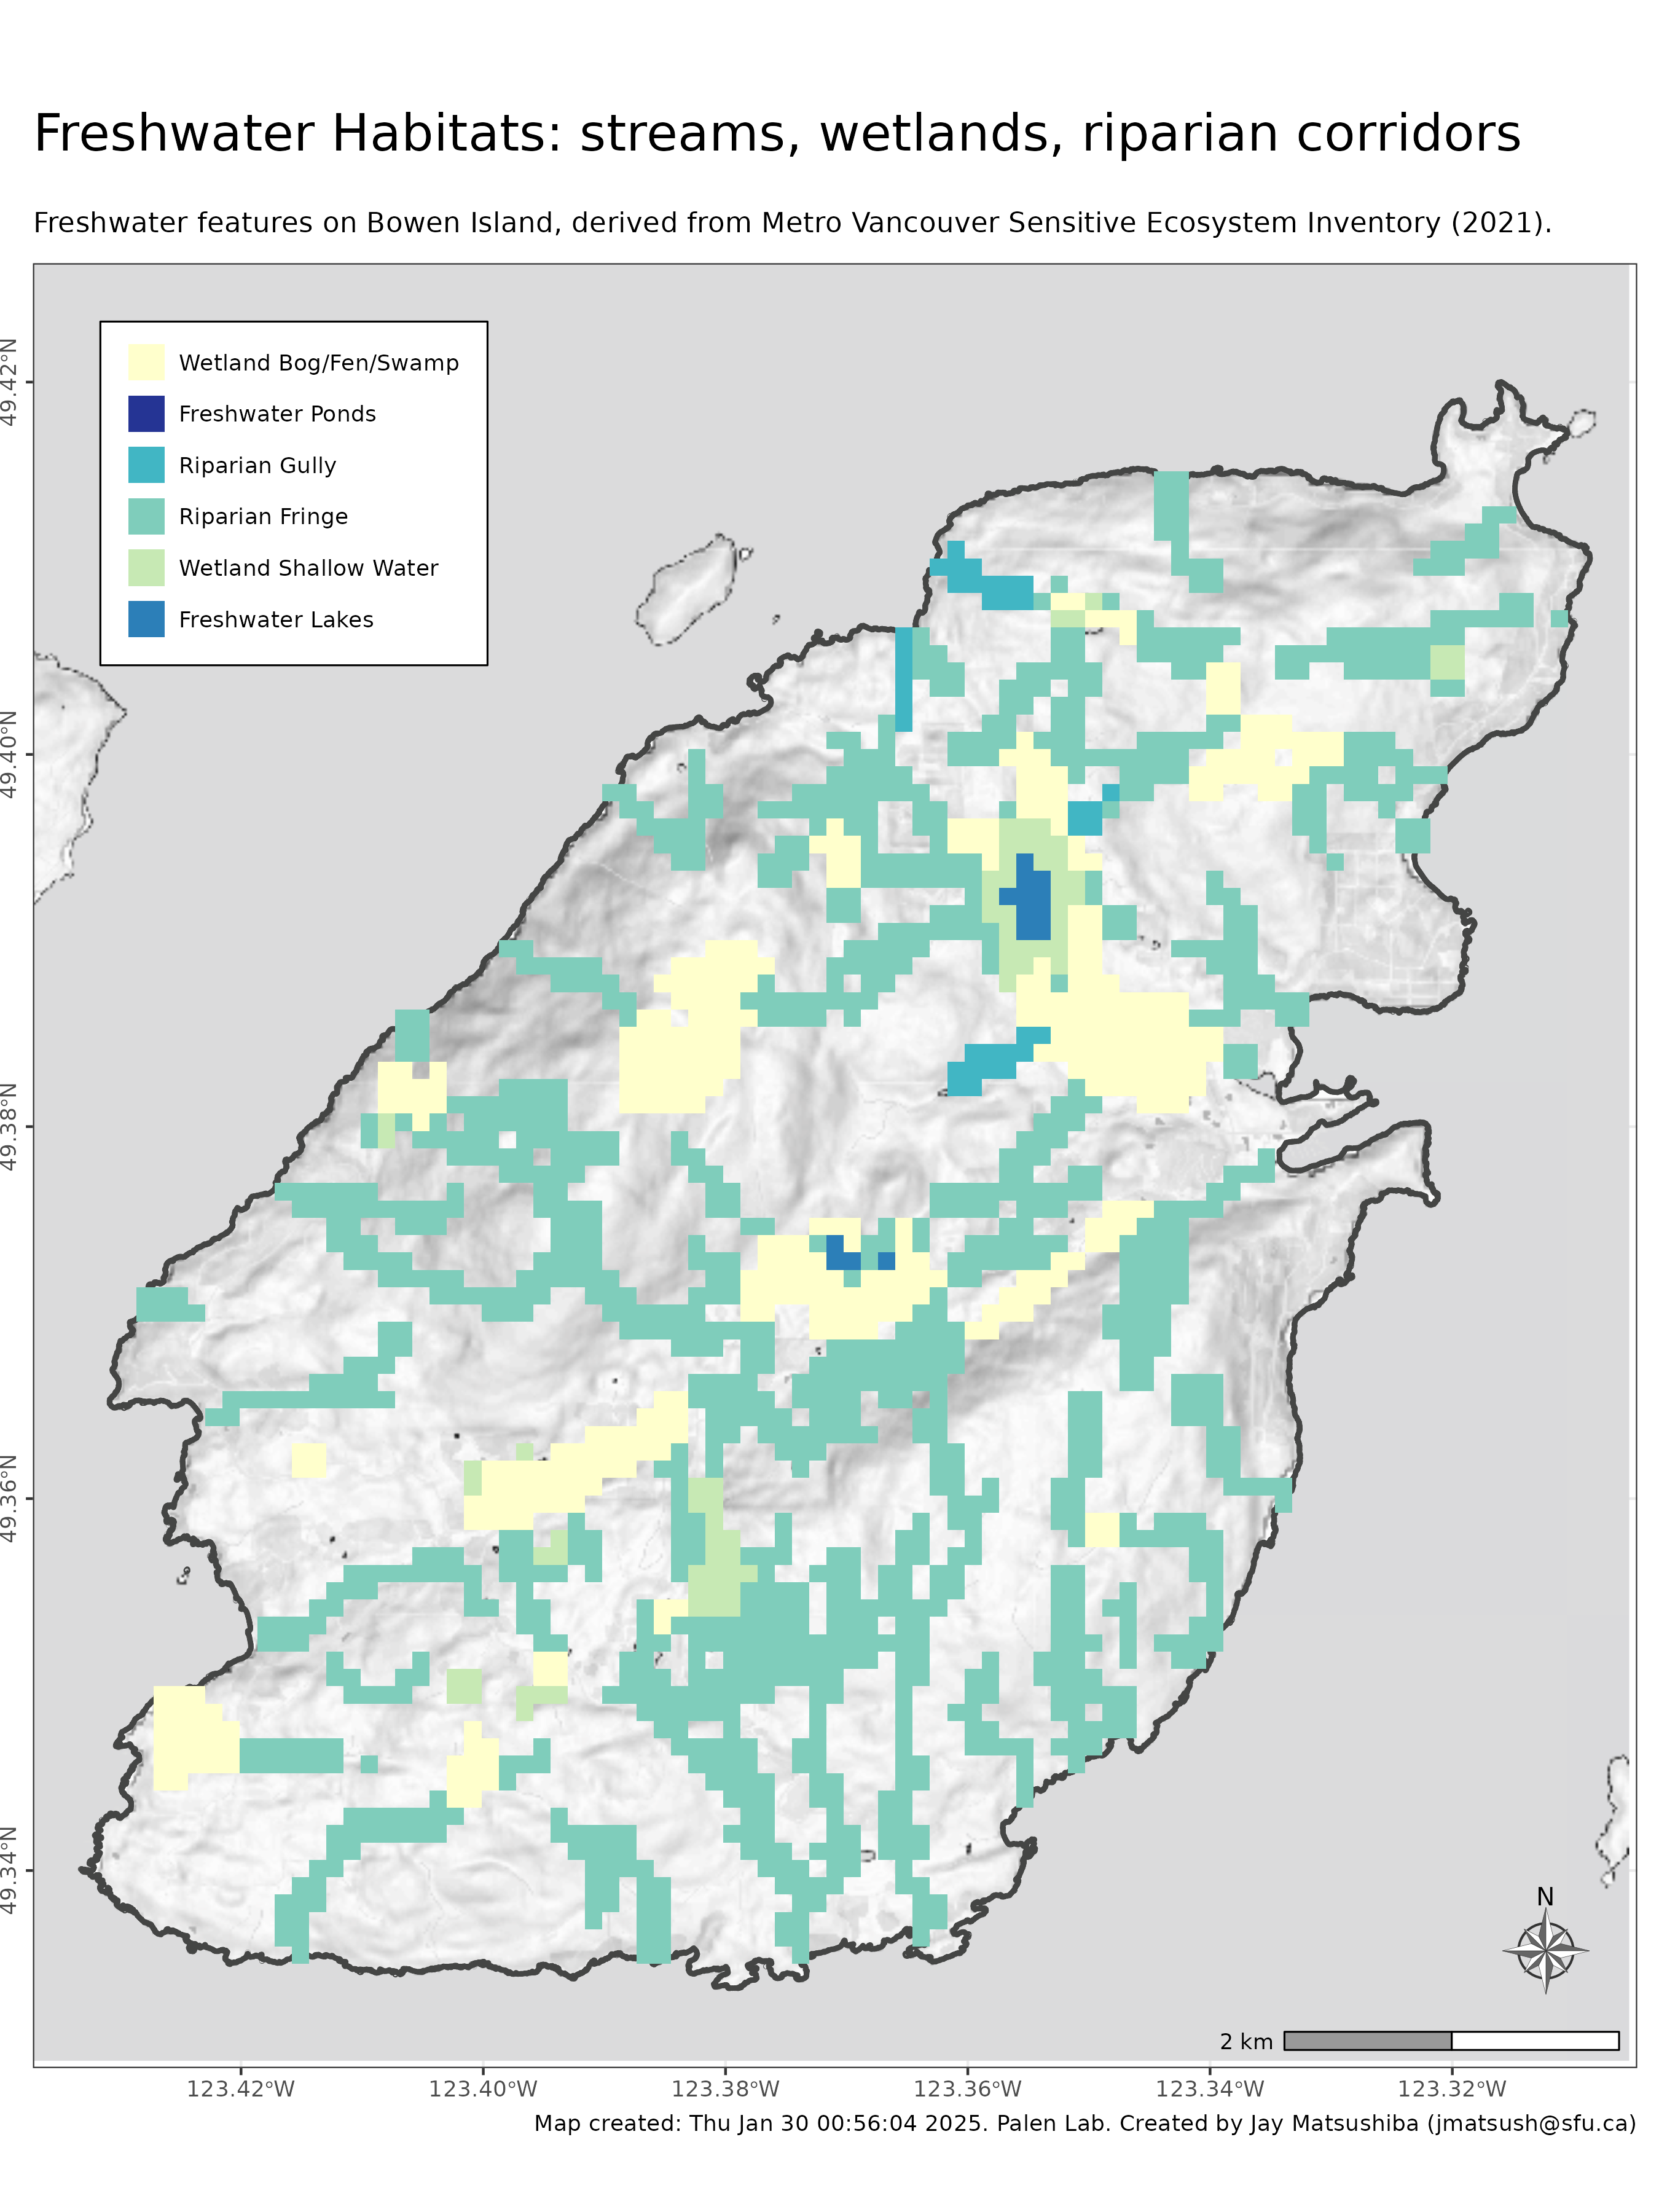 Freshwater Habitats: streams, wetlands, riparian corridors
Freshwater features on Bowen Island, derived from Metro Vancouver Sensitive Ecosystem Inventory (2021).
Wetland Bog/Fen/Swamp
Freshwater Ponds
Riparian Gully
Riparian Fringe
Wetland Shallow Water
Freshwater Lakes
49.42°N
49.40°N
49.38°N
49.36°N
49.34°N
N
2 km
123.42°W
123.40°W
123.38°W
123.36°W
123.34°W
123.32°W
Map created: Thu Jan 30 00:56:04 2025. Palen Lab. Created by Jay Matsushiba (jmatsush@sfu.ca)